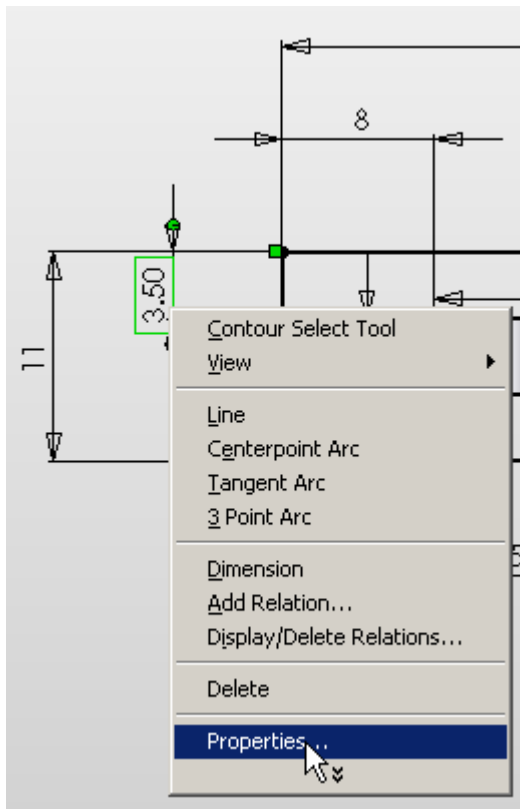 8
3.50
11
Contour Select Tool
View
Line
Centerpoint Arc
Tangent Arc
3 Point Arc
Dimension
Add Relation...
Display/Delete Relations...
Delete
Properties...